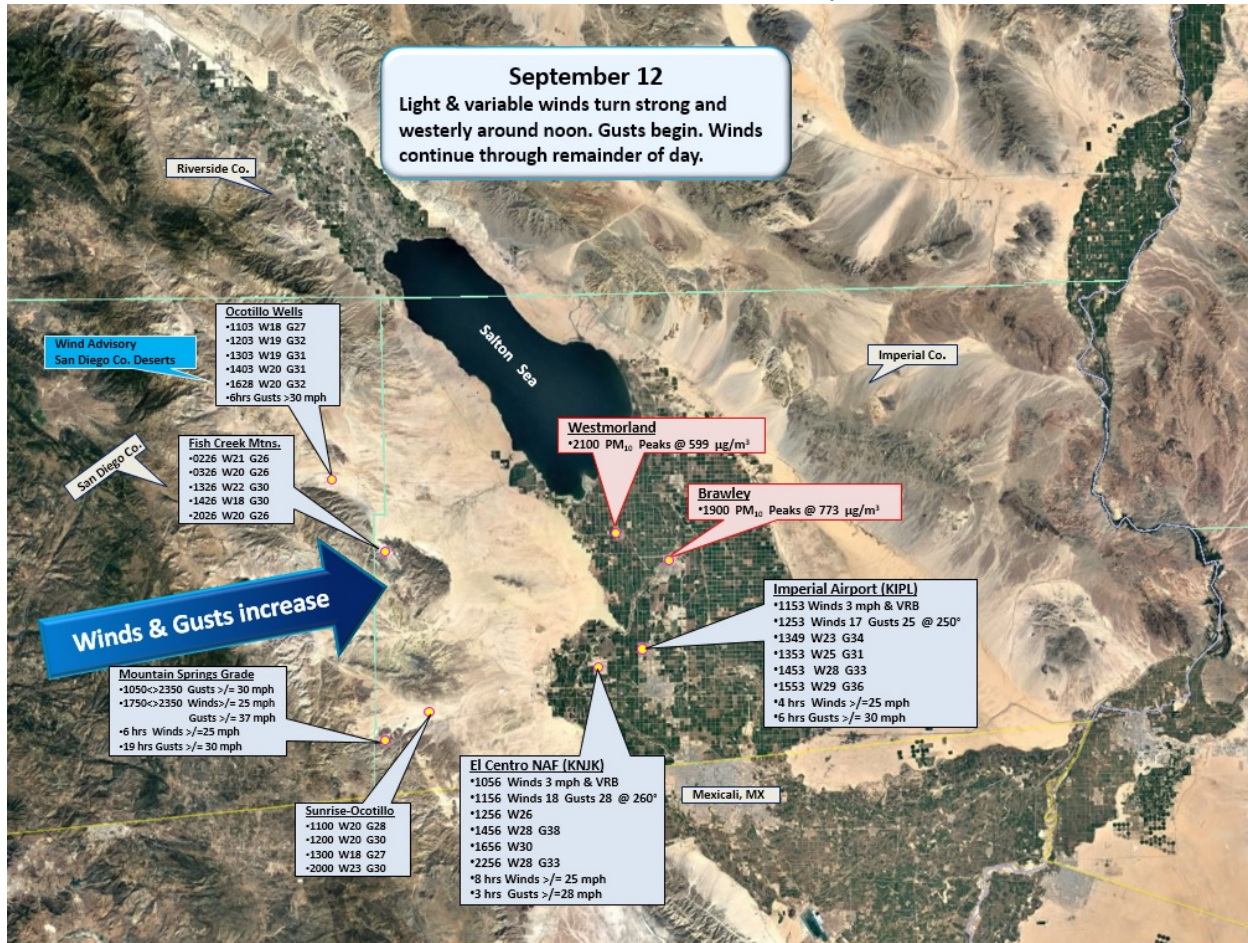 September 12
Light & variable winds turn strong and
westerly around noon. Gusts begin. Winds
continue through remainder of day.
Riverside Co.
Ocotillo Wells
•1103 W18 G27
•1203 W19 G32
•1303 W19 G31
•1403 W20 G31
•1628 W20 G32
•6hrs Gusts >30 mph
Wind Advisory
San Diego Co. Deserts
Salton Sea
Imperial Co.
San Diego Co.
Fish Creek Mtns.
•0226 W21 G26
•0326 W20 G26
•1326 W22 G30
•1426 W18 G30
•2026 W20 G26
Westmorland
•2100 PM₁₀ Peaks @ 599 µg/m³
Brawley
•1900 PM₁₀ Peaks @ 773 µg/m³
Winds & Gusts increase
Imperial Airport (KIPL)
•1153 Winds 3 mph & VRB
•1253 Winds 17 Gusts 25 @ 250°
•1349 W23 G34
•1353 W25 G31
•1453 W28 G33
•1553 W29 G36
•4 hrs Winds >/=25 mph
•6 hrs Gusts >/= 30 mph
Mountain Springs Grade
•1050<>2350 Gusts >/= 30 mph
•1750<>2350 Winds>/= 25 mph
Gusts >/= 37 mph
•6 hrs Winds >/=25 mph
•19 hrs Gusts >/= 30 mph
El Centro NAF (KNJK)
•1056 Winds 3 mph & VRB
•1156 Winds 18 Gusts 28 @ 260°
•1256 W26
•1456 W28 G38
•1656 W30
•2256 W28 G33
•8 hrs Winds >/= 25 mph
•3 hrs Gusts >/=28 mph
Mexicali, MX
Sunrise-Ocotillo
•1100 W20 G28
•1200 W20 G30
•1300 W18 G27
•2000 W23 G30